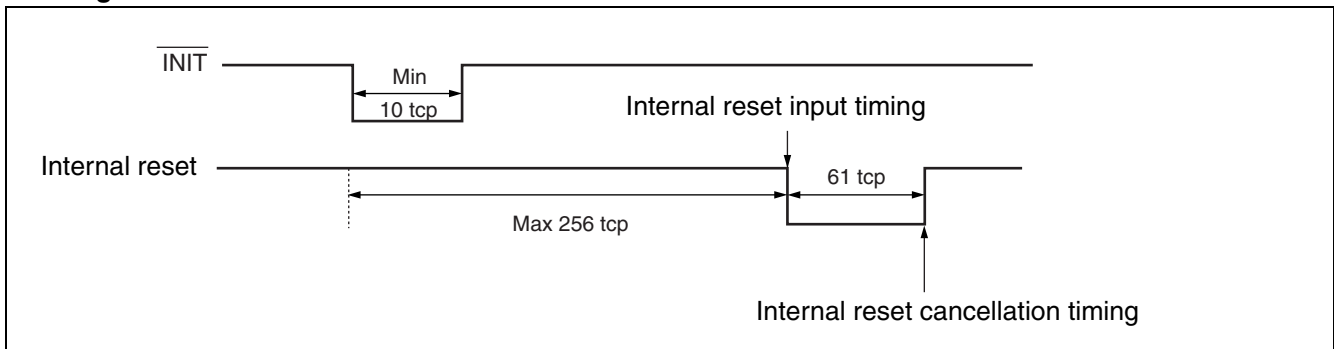 INIT
Min
10 tcp
Internal reset input timing
Internal reset
61 tcp
Max 256 tcp
Internal reset cancellation timing